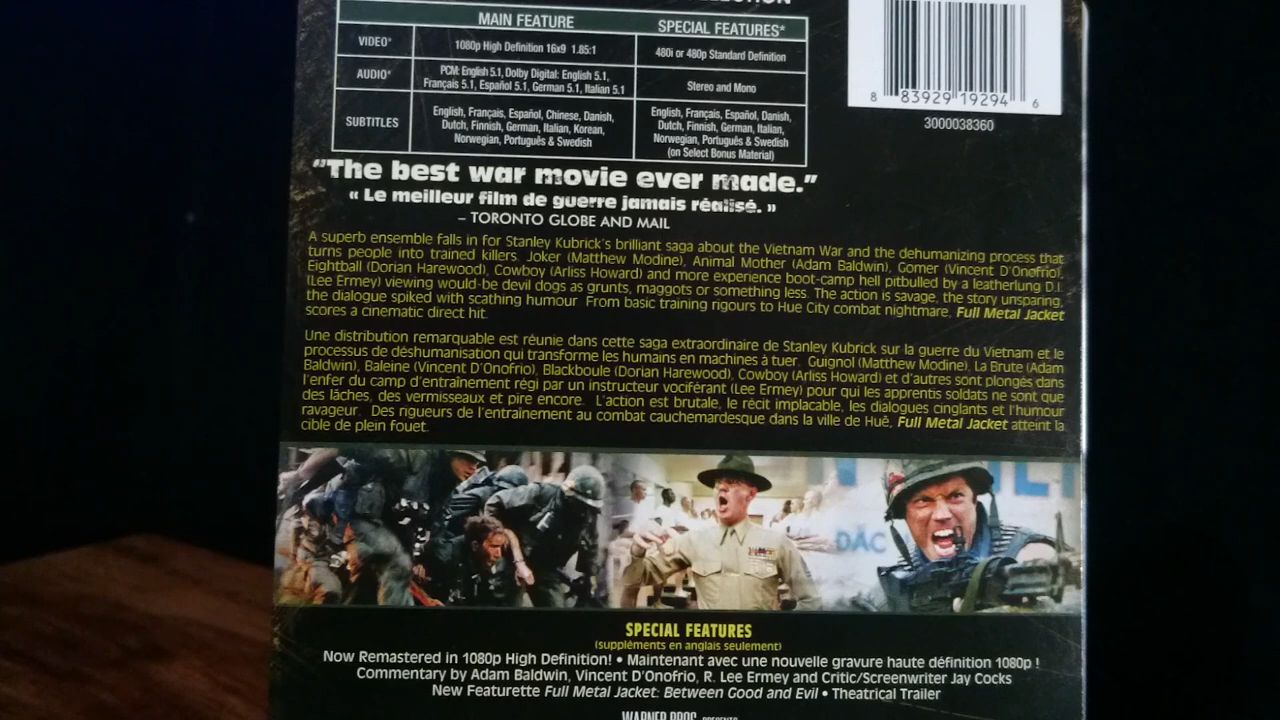 MAIN FEATURE
SPECIAL FEATURES*
VIDEO*
1080p High Definition 16x9 1.85:1
480i or 480p Standard Definition
AUDIO*
PCM: English 5.1, Dolby Digital: English 5.1,
Français 5.1, Español 5.1, German 5.1, Italian 5.1
Stereo and Mono
SUBTITLES
English, Français, Español, Chinese, Danish,
Dutch, Finnish, German, Italian, Korean,
Norwegian, Português & Swedish
English, Français, Español, Danish,
Dutch, Finnish, German, Italian,
Norwegian, Português & Swedish
(on Select Bonus Material)
8 83929 19294 6
3000038360
"The best war movie ever made."
« Le meilleur film de guerre jamais réalisé. »
– TORONTO GLOBE AND MAIL
A superb ensemble falls in for Stanley Kubrick's brilliant saga about the Vietnam War and the dehumanizing process that
turns people into trained killers. Joker (Matthew Modine), Animal Mother (Adam Baldwin), Gomer (Vincent D'Onofrio),
Eightball (Dorian Harewood), Cowboy (Arliss Howard) and more experience boot-camp hell pitbulled by a leatherlung D.I.
(Lee Ermey) viewing would-be devil dogs as grunts, maggots or something less. The action is savage, the story unsparing,
the dialogue spiked with scathing humour. From basic training rigours to Hue City combat nightmare, Full Metal Jacket
scores a cinematic direct hit.
Une distribution remarquable est réunie dans cette saga extraordinaire de Stanley Kubrick sur la guerre du Vietnam et le
processus de déshumanisation qui transforme les humains en machines à tuer. Guignol (Matthew Modine), La Brute (Adam
Baldwin), Baleine (Vincent D'Onofrio), Blackboule (Dorian Harewood), Cowboy (Arliss Howard) et d'autres sont plongés dans
l'enfer du camp d'entraînement régi par un instructeur vociférant (Lee Ermey) pour qui les apprentis soldats ne sont que
des lâches, des vermisseaux et pire encore. L'action est brutale, le récit implacable, les dialogues cinglants et l'humour
ravageur. Des rigueurs de l'entraînement au combat cauchemardesque dans la ville de Huê, Full Metal Jacket atteint la
cible de plein fouet.
ĐẮC
SPECIAL FEATURES
(suppléments en anglais seulement)
Now Remastered in 1080p High Definition! • Maintenant avec une nouvelle gravure haute définition 1080p !
Commentary by Adam Baldwin, Vincent D'Onofrio, R. Lee Ermey and Critic/Screenwriter Jay Cocks
New Featurette Full Metal Jacket: Between Good and Evil • Theatrical Trailer
WARNER BROS.